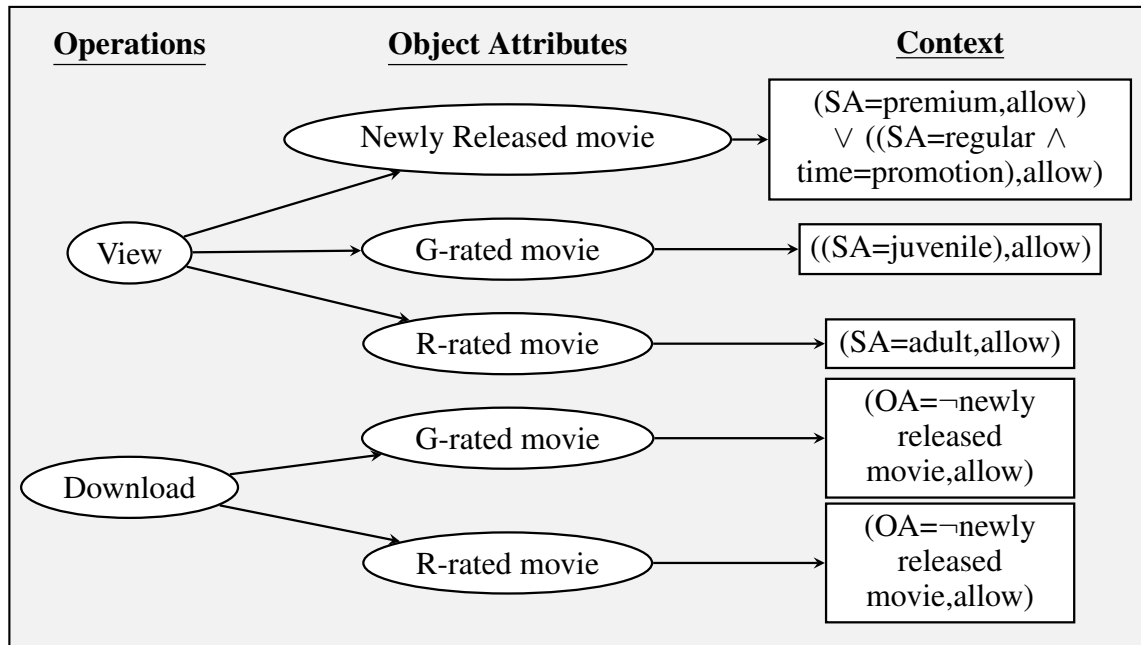 Operations
Object Attributes
Context
View
Newly Released movie
(SA=premium,allow)
∨ ((SA=regular ∧
time=promotion),allow)
G-rated movie
((SA=juvenile),allow)
R-rated movie
(SA=adult,allow)
Download
G-rated movie
(OA=¬newly
released
movie,allow)
R-rated movie
(OA=¬newly
released
movie,allow)